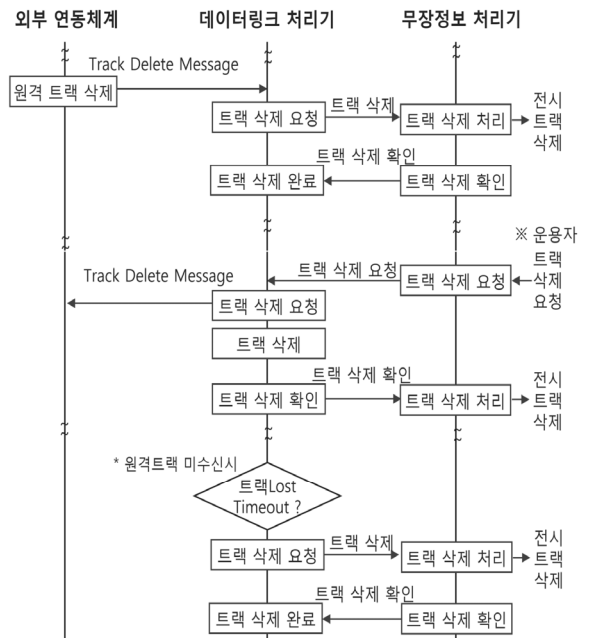 외부 연동체계
데이터링크 처리기
무장정보 처리기
Track Delete Message
원격 트랙 삭제
트랙 삭제 요청
트랙 삭제
트랙 삭제 처리
전시
트랙
삭제
트랙 삭제 확인
트랙 삭제 완료
트랙 삭제 확인
※ 운용자
트랙
삭제
요청
트랙 삭제 요청
트랙 삭제 요청
Track Delete Message
트랙 삭제 요청
트랙 삭제
트랙 삭제 확인
트랙 삭제 확인
트랙 삭제 처리
전시
트랙
삭제
* 원격트랙 미수신시
트랙Lost
Timeout ?
트랙 삭제 요청
트랙 삭제
트랙 삭제 처리
전시
트랙
삭제
트랙 삭제 확인
트랙 삭제 완료
트랙 삭제 확인